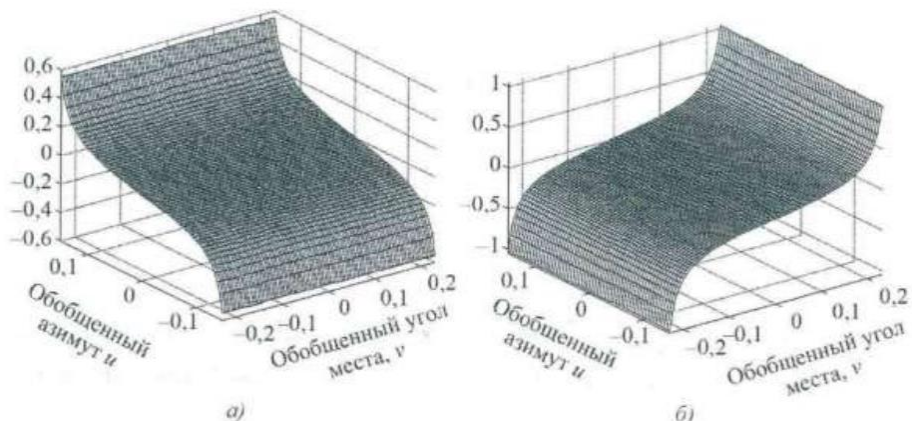 0,6
0,4
0,2
0
–0,2
–0,4
–0,6
0,1
0
–0,1
–0,2
–0,1
0
0,1
0,2
Обобщенный
азимут u
Обобщенный угол
места, v
а)
1
0,5
0
–0,5
–1
0,1
0
–0,1
–0,2
–0,1
0
0,1
0,2
Обобщенный
азимут u
Обобщенный угол
места, v
б)